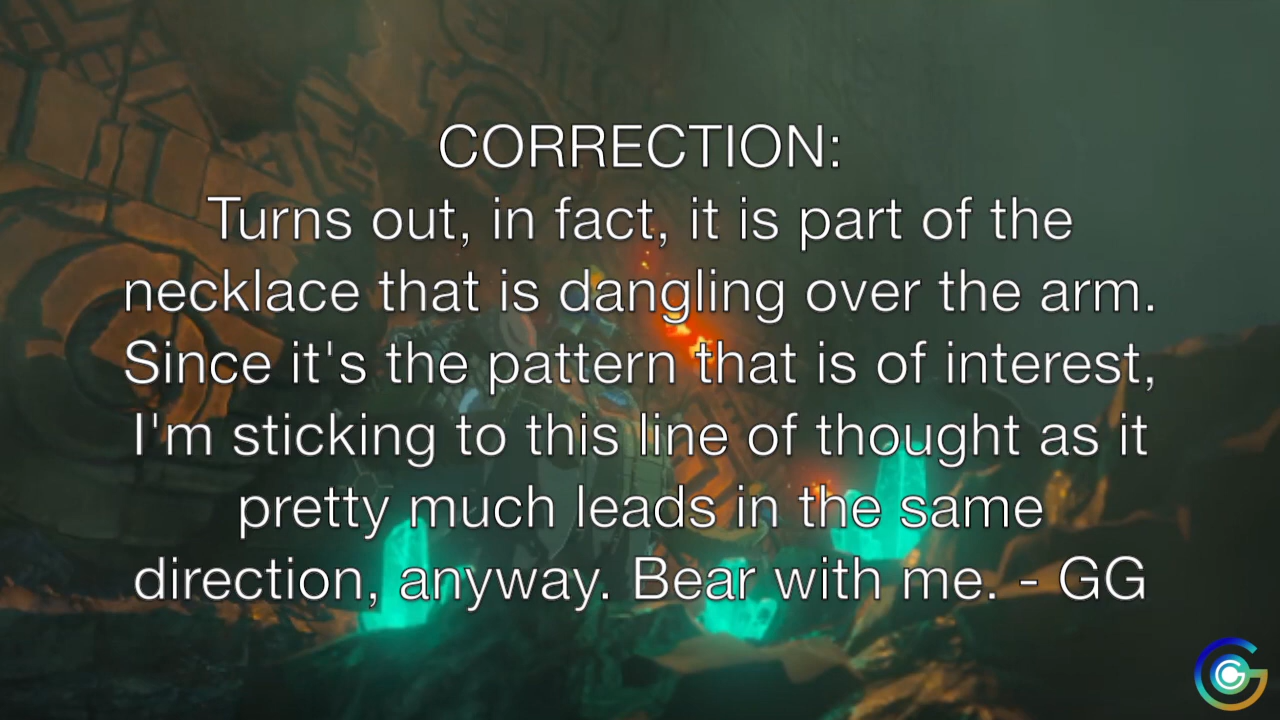 CORRECTION:
Turns out, in fact, it is part of the
necklace that is dangling over the arm.
Since it's the pattern that is of interest,
I'm sticking to this line of thought as it
pretty much leads in the same
direction, anyway. Bear with me. - GG